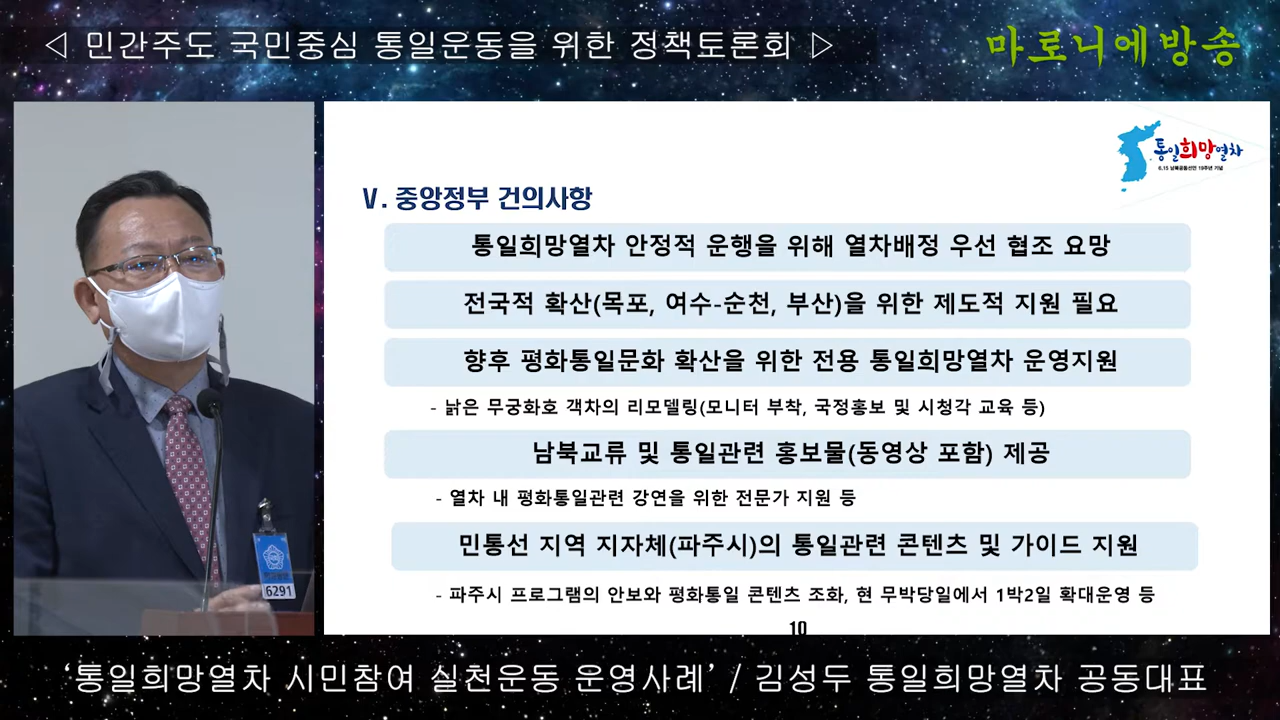 ◁ 민간주도 국민중심 통일운동을 위한 정책토론회 ▷
마로니에방송
통일희망열차
6.15 남북공동선언 19주년 기념
Ⅴ. 중앙정부 건의사항
통일희망열차 안정적 운행을 위해 열차배정 우선 협조 요망
전국적 확산(목포, 여수-순천, 부산)을 위한 제도적 지원 필요
향후 평화통일문화 확산을 위한 전용 통일희망열차 운영지원
- 낡은 무궁화호 객차의 리모델링(모니터 부착, 국정홍보 및 시청각 교육 등)
남북교류 및 통일관련 홍보물(동영상 포함) 제공
- 열차 내 평화통일관련 강연을 위한 전문가 지원 등
민통선 지역 지자체(파주시)의 통일관련 콘텐츠 및 가이드 지원
- 파주시 프로그램의 안보와 평화통일 콘텐츠 조화, 현 무박당일에서 1박2일 확대운영 등
10
6291
‘통일희망열차 시민참여 실천운동 운영사례’ / 김성두 통일희망열차 공동대표